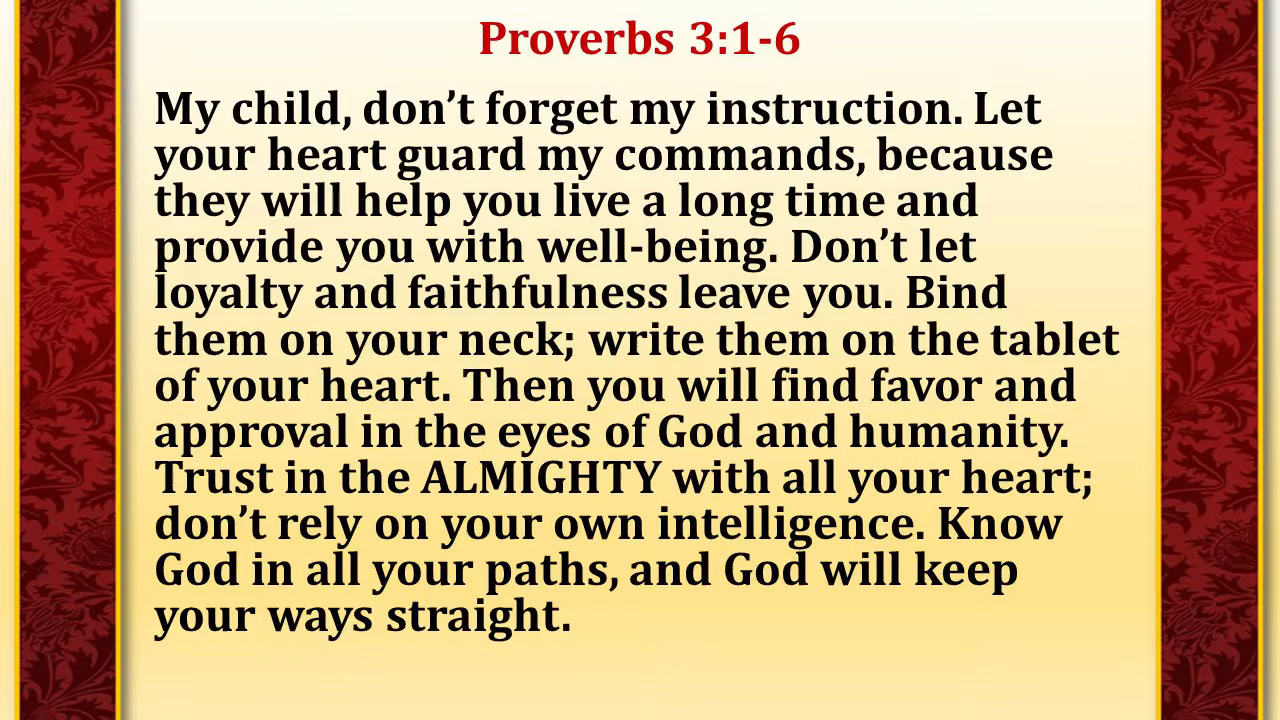 Proverbs 3:1-6
My child, don’t forget my instruction. Let
your heart guard my commands, because
they will help you live a long time and
provide you with well-being. Don’t let
loyalty and faithfulness leave you. Bind
them on your neck; write them on the tablet
of your heart. Then you will find favor and
approval in the eyes of God and humanity.
Trust in the ALMIGHTY with all your heart;
don’t rely on your own intelligence. Know
God in all your paths, and God will keep
your ways straight.